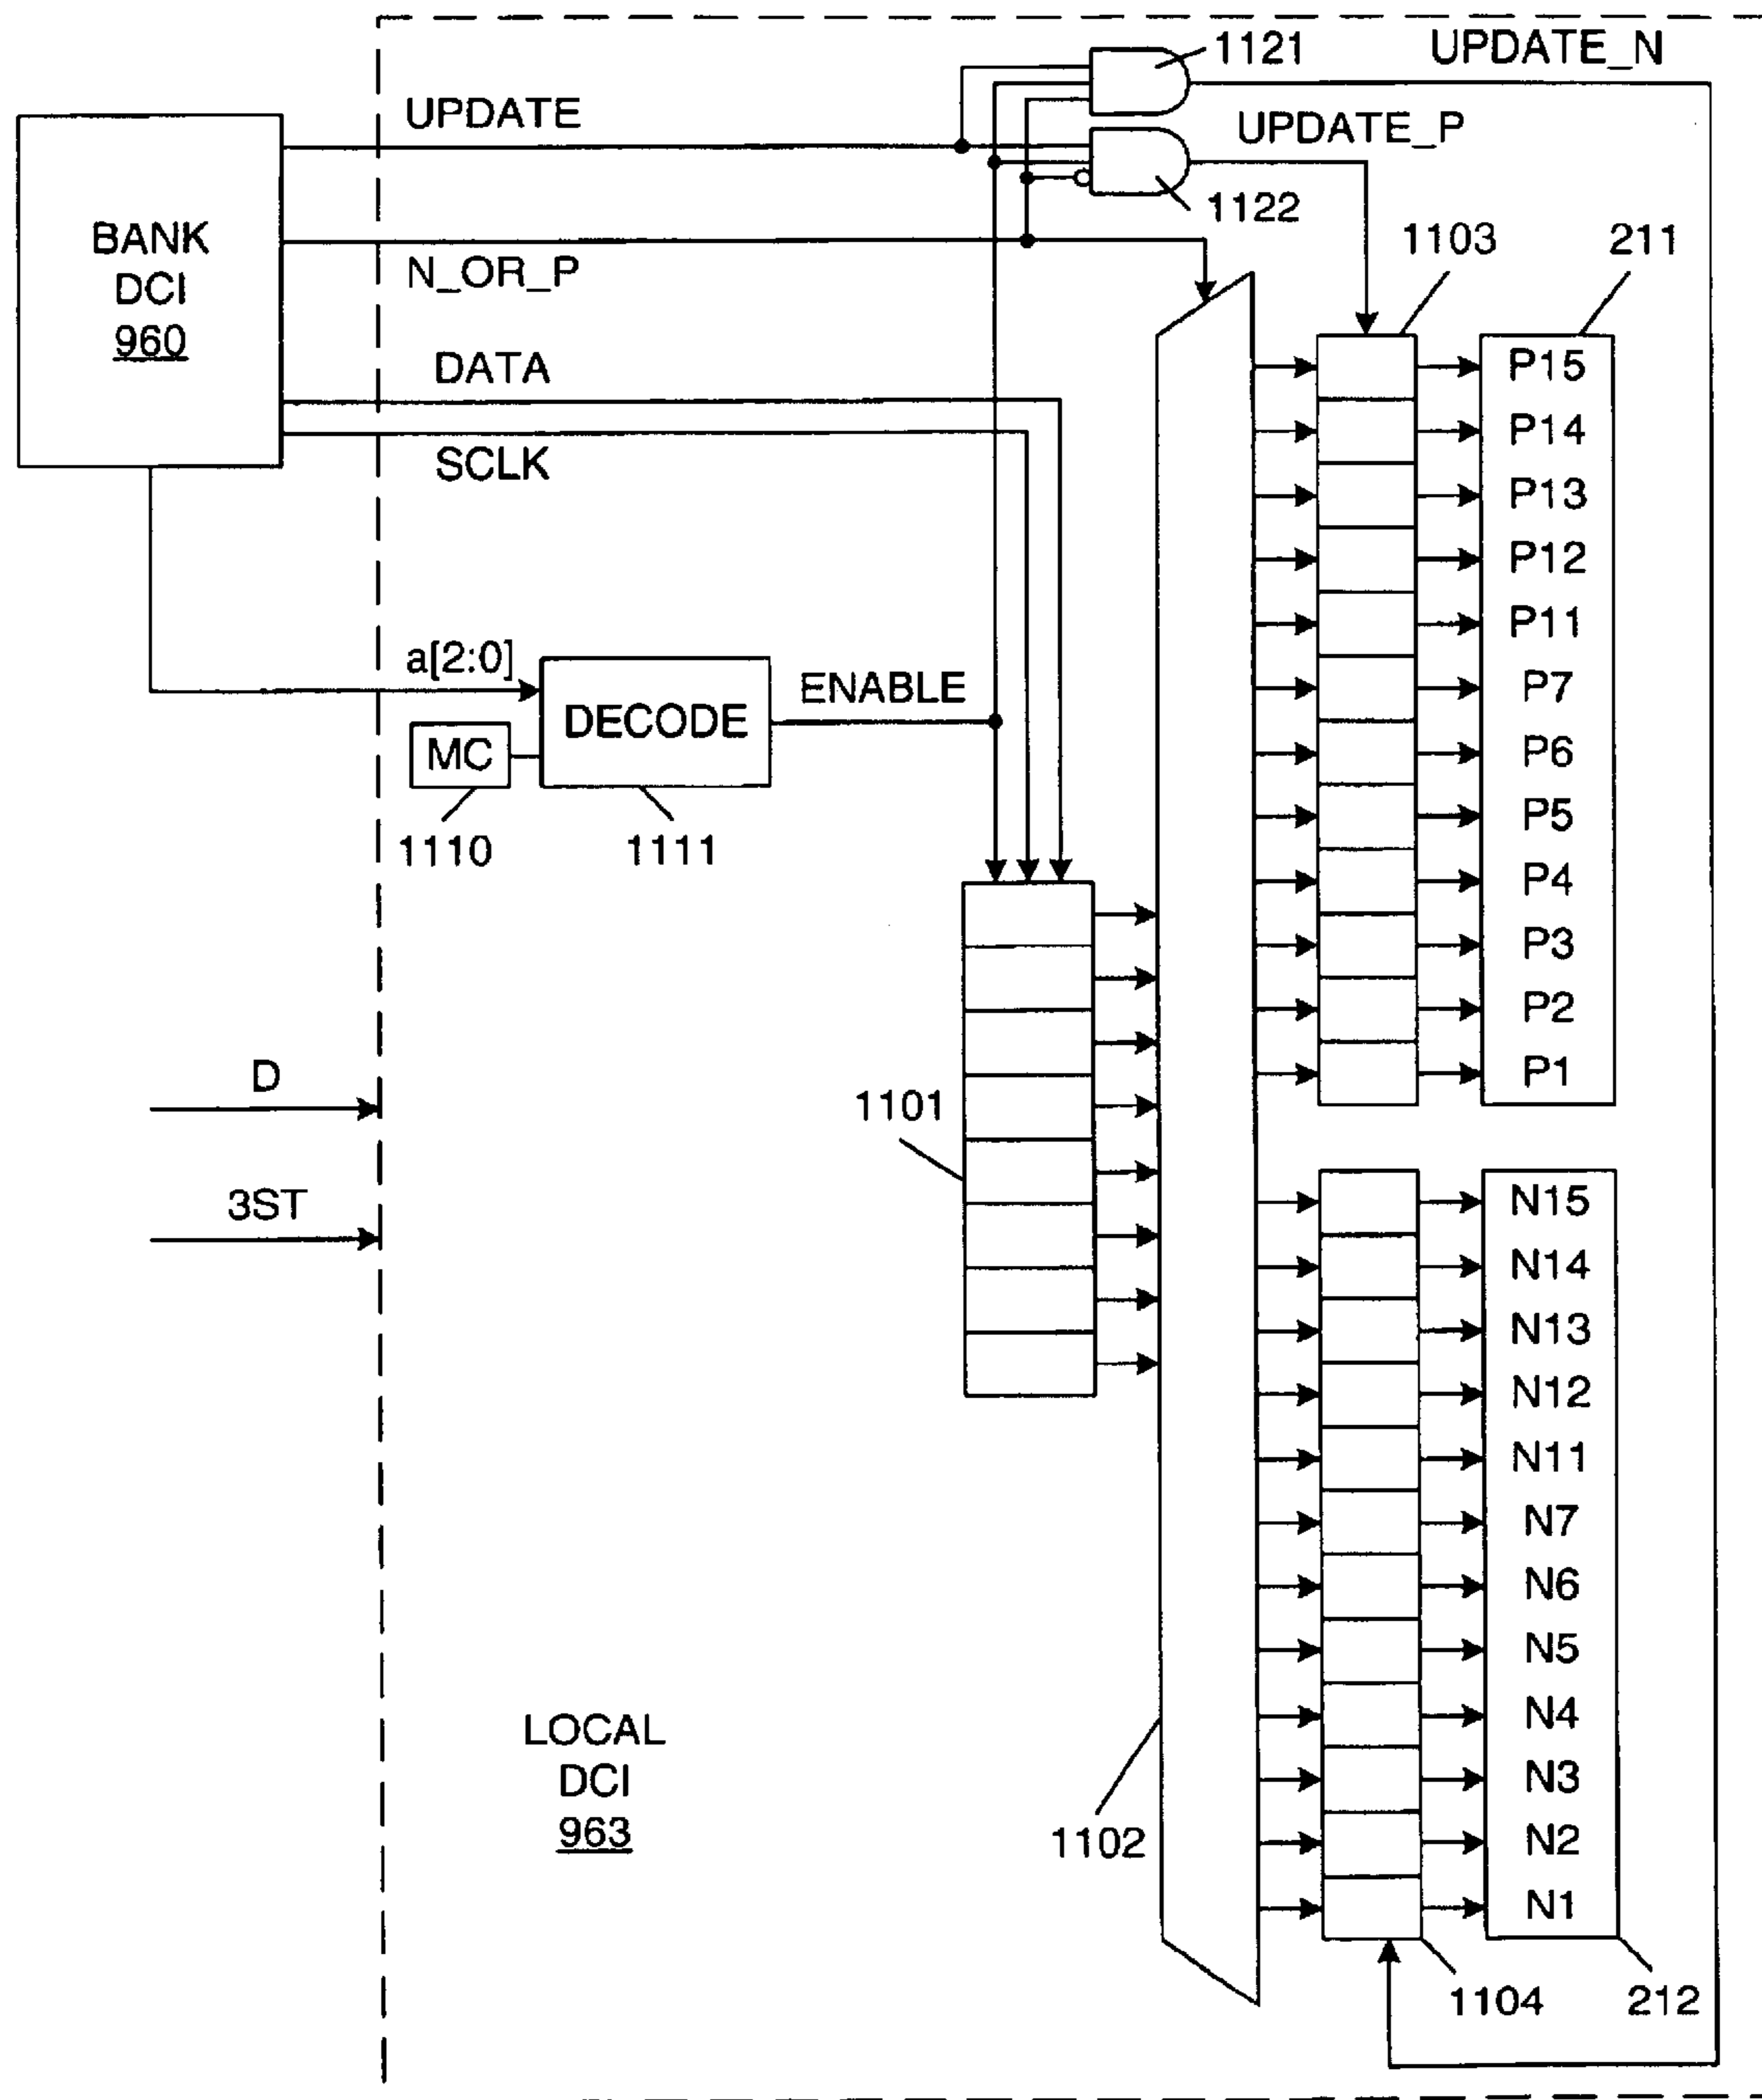 1121
UPDATE_N
UPDATE
UPDATE_P
1122
BANK
DCI
960
N_OR_P
1103
211
DATA
SCLK
a[2:0]
DECODE
ENABLE
MC
1110
1111
P15
P14
P13
P12
P11
P7
P6
P5
P4
P3
P2
P1
D
3ST
1101
N15
N14
N13
N12
N11
N7
N6
N5
N4
N3
N2
N1
LOCAL
DCI
963
1102
1104
212